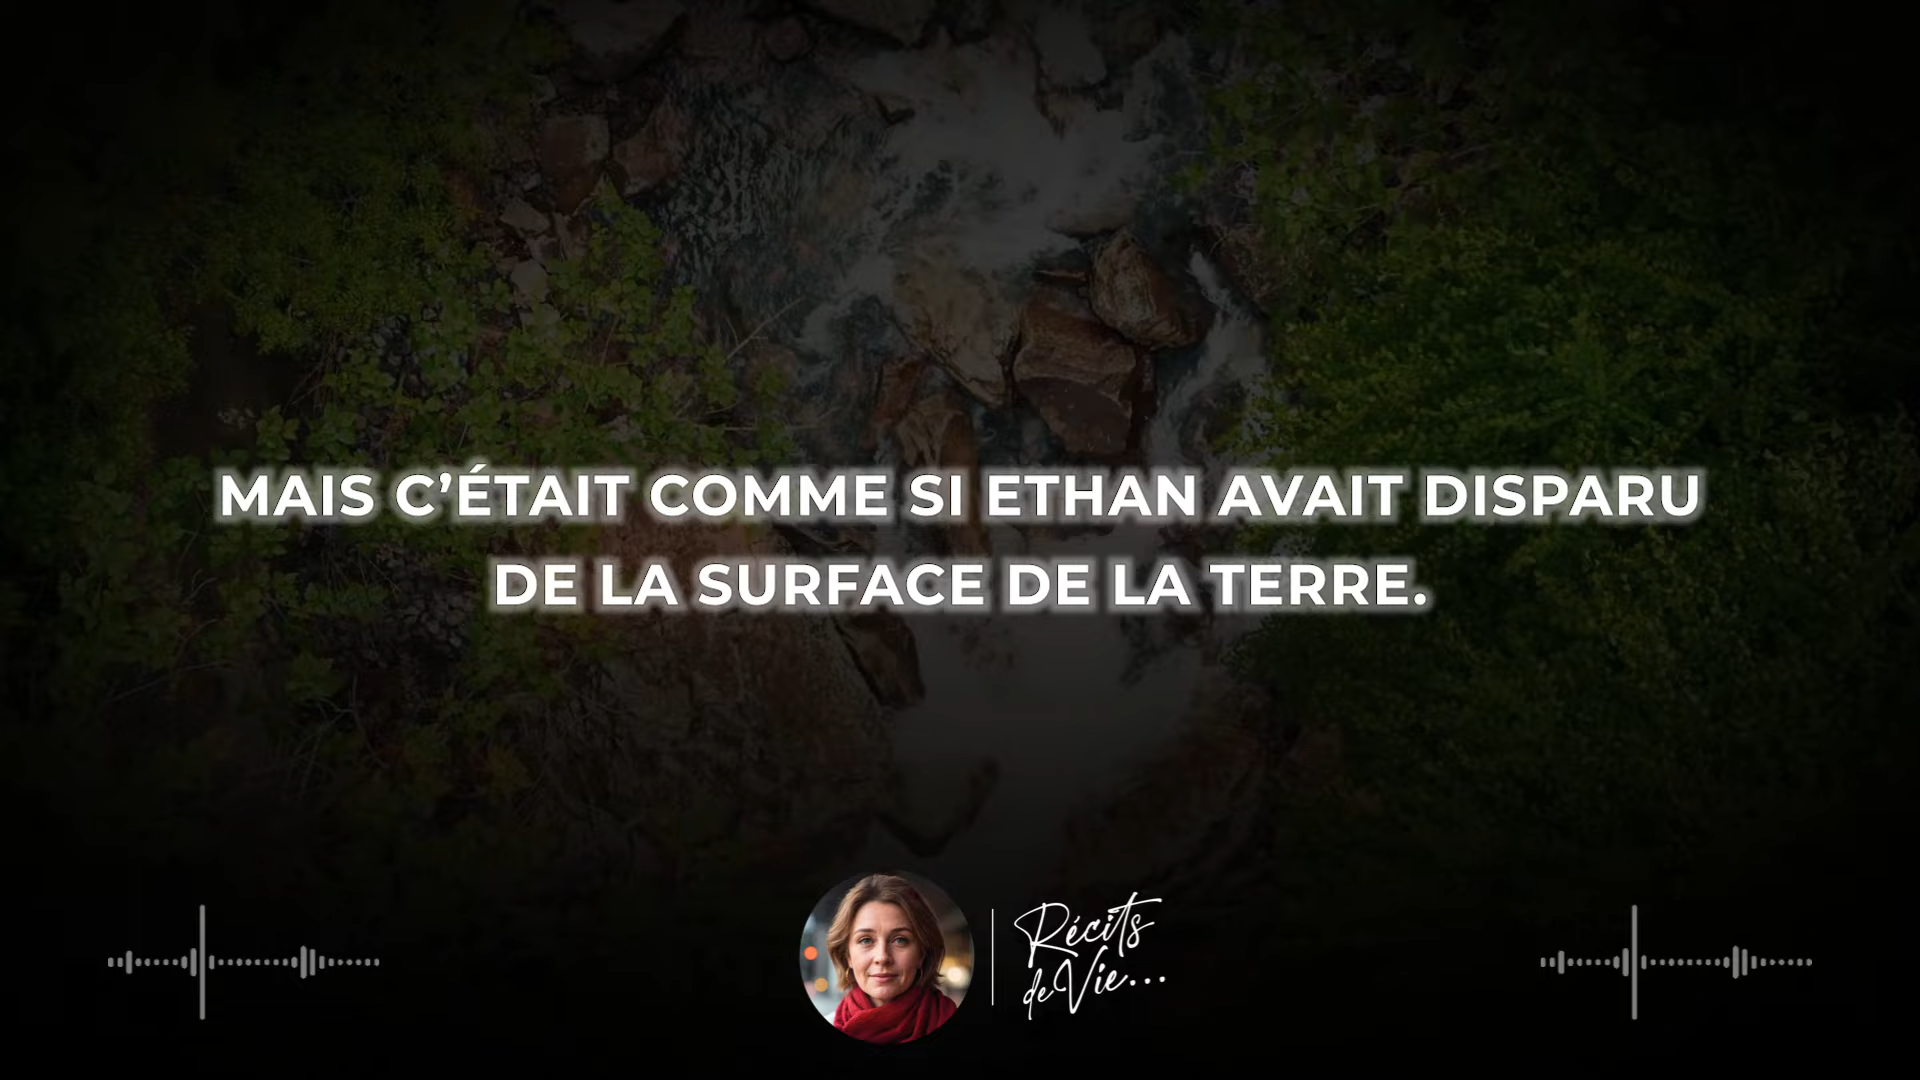 MAIS C’ÉTAIT COMME SI ETHAN AVAIT DISPARU
DE LA SURFACE DE LA TERRE.
Récits
de Vie...